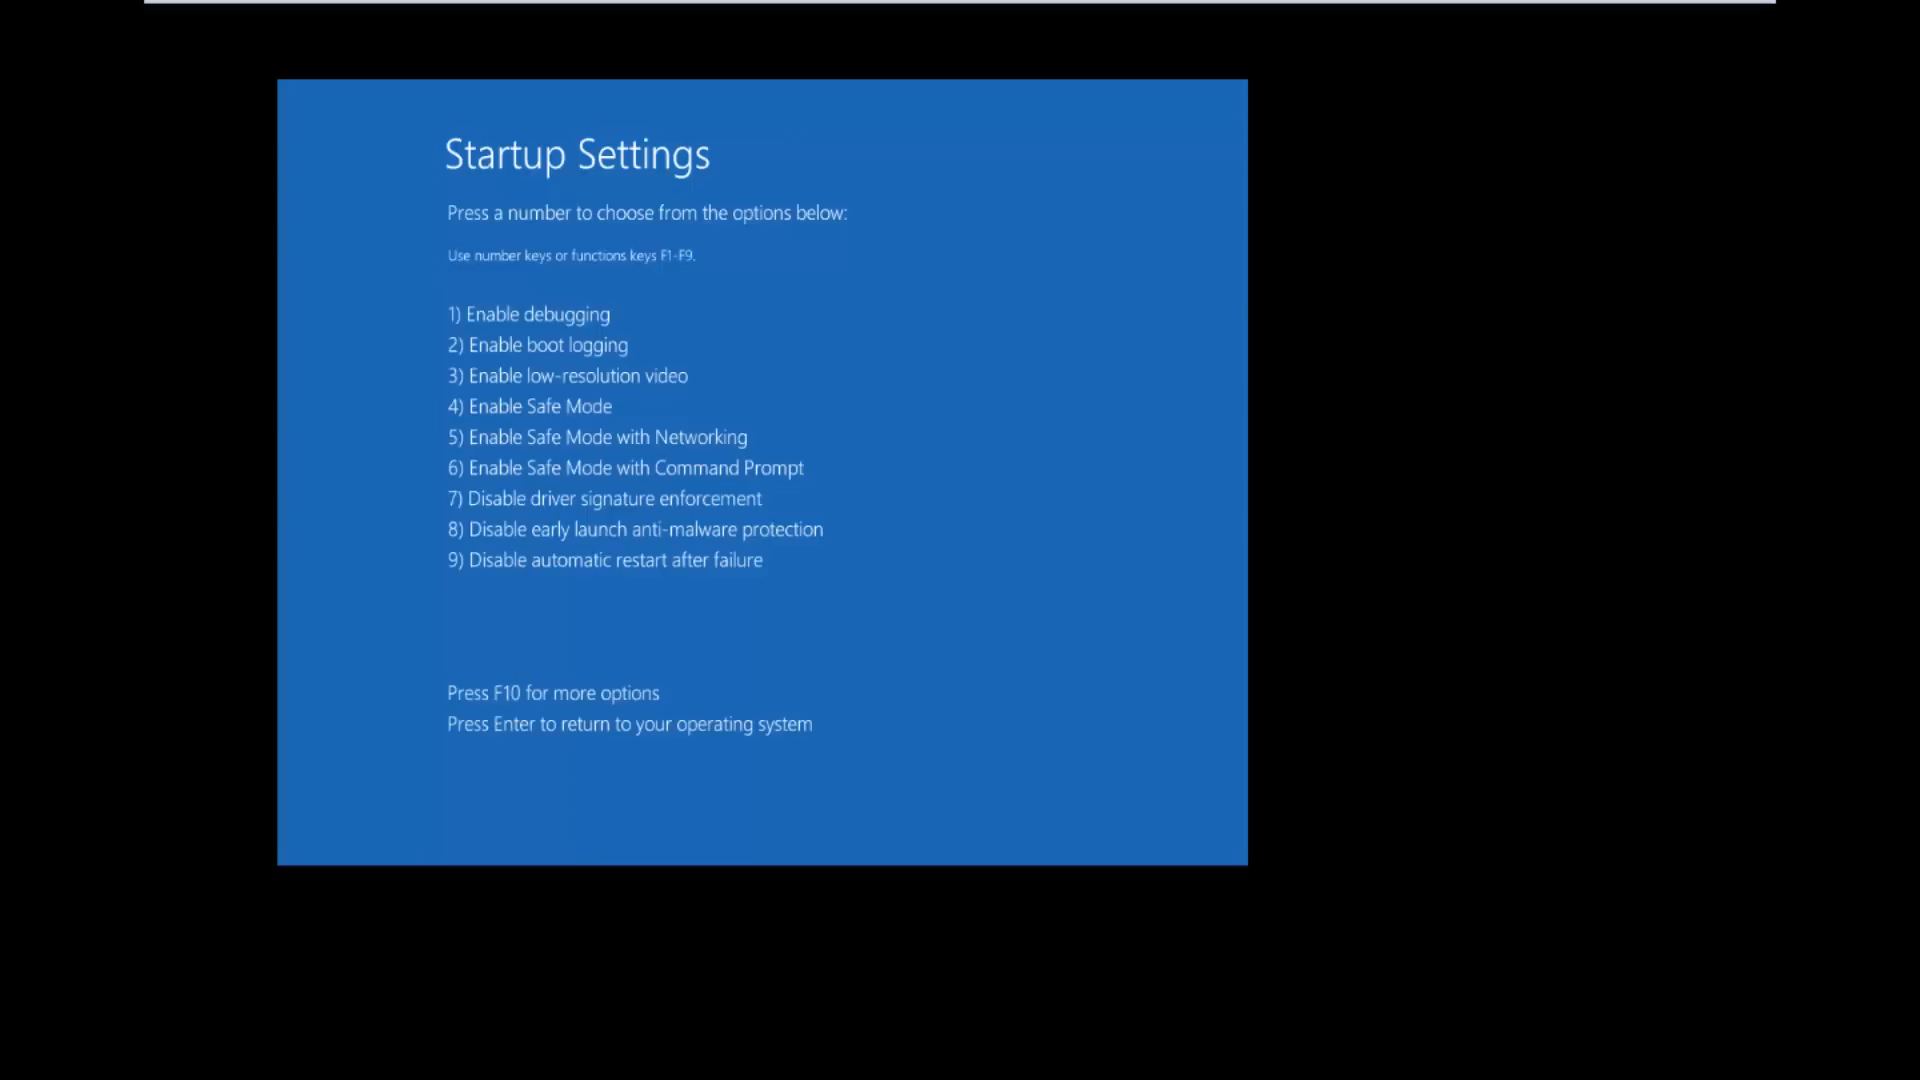 Startup Settings
Press a number to choose from the options below:
Use number keys or functions keys F1-F9.
1) Enable debugging
2) Enable boot logging
3) Enable low-resolution video
4) Enable Safe Mode
5) Enable Safe Mode with Networking
6) Enable Safe Mode with Command Prompt
7) Disable driver signature enforcement
8) Disable early launch anti-malware protection
9) Disable automatic restart after failure
Press F10 for more options
Press Enter to return to your operating system